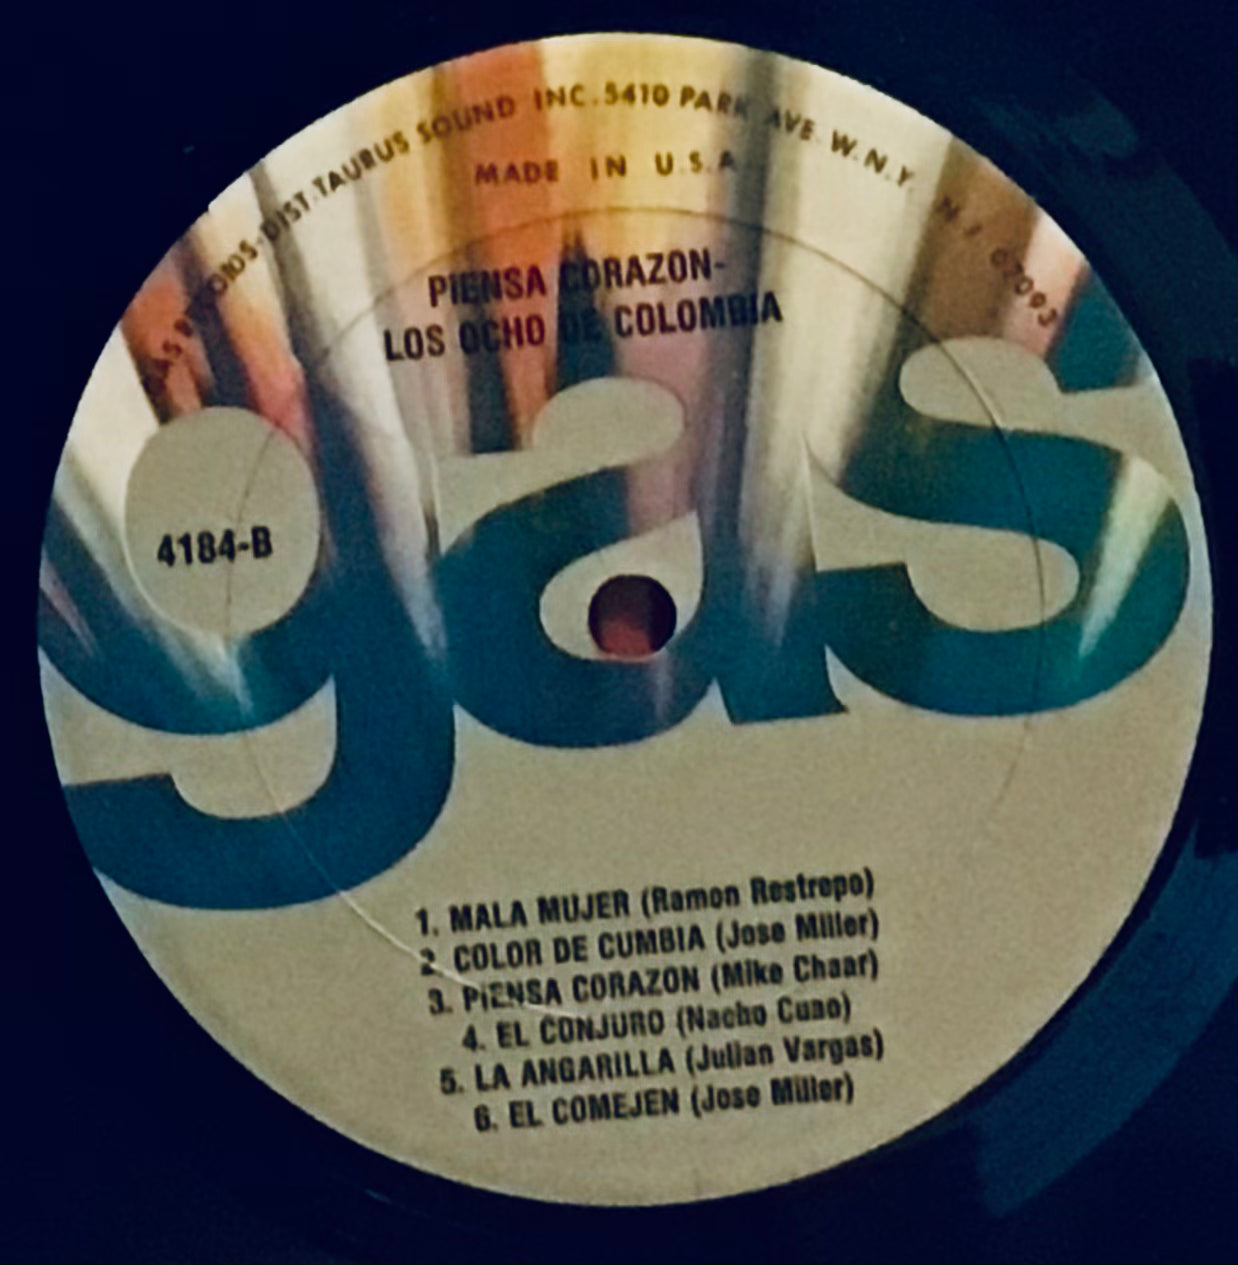 GAS RECORDS-DIST. TAURUS SOUND INC. 5410 PARK AVE. W.N.Y. N.J. 07093
MADE IN U.S.A
PIENSA CORAZON-
LOS OCHO DE COLOMBIA
gas
4184-B
1. MALA MUJER (Ramon Restrepo)
2. COLOR DE CUMBIA (Jose Miller)
3. PIENSA CORAZON (Mike Chaar)
4. EL CONJURO (Nacho Cuao)
5. LA ANGARILLA (Julian Vargas)
6. EL COMEJEN (Jose Miller)